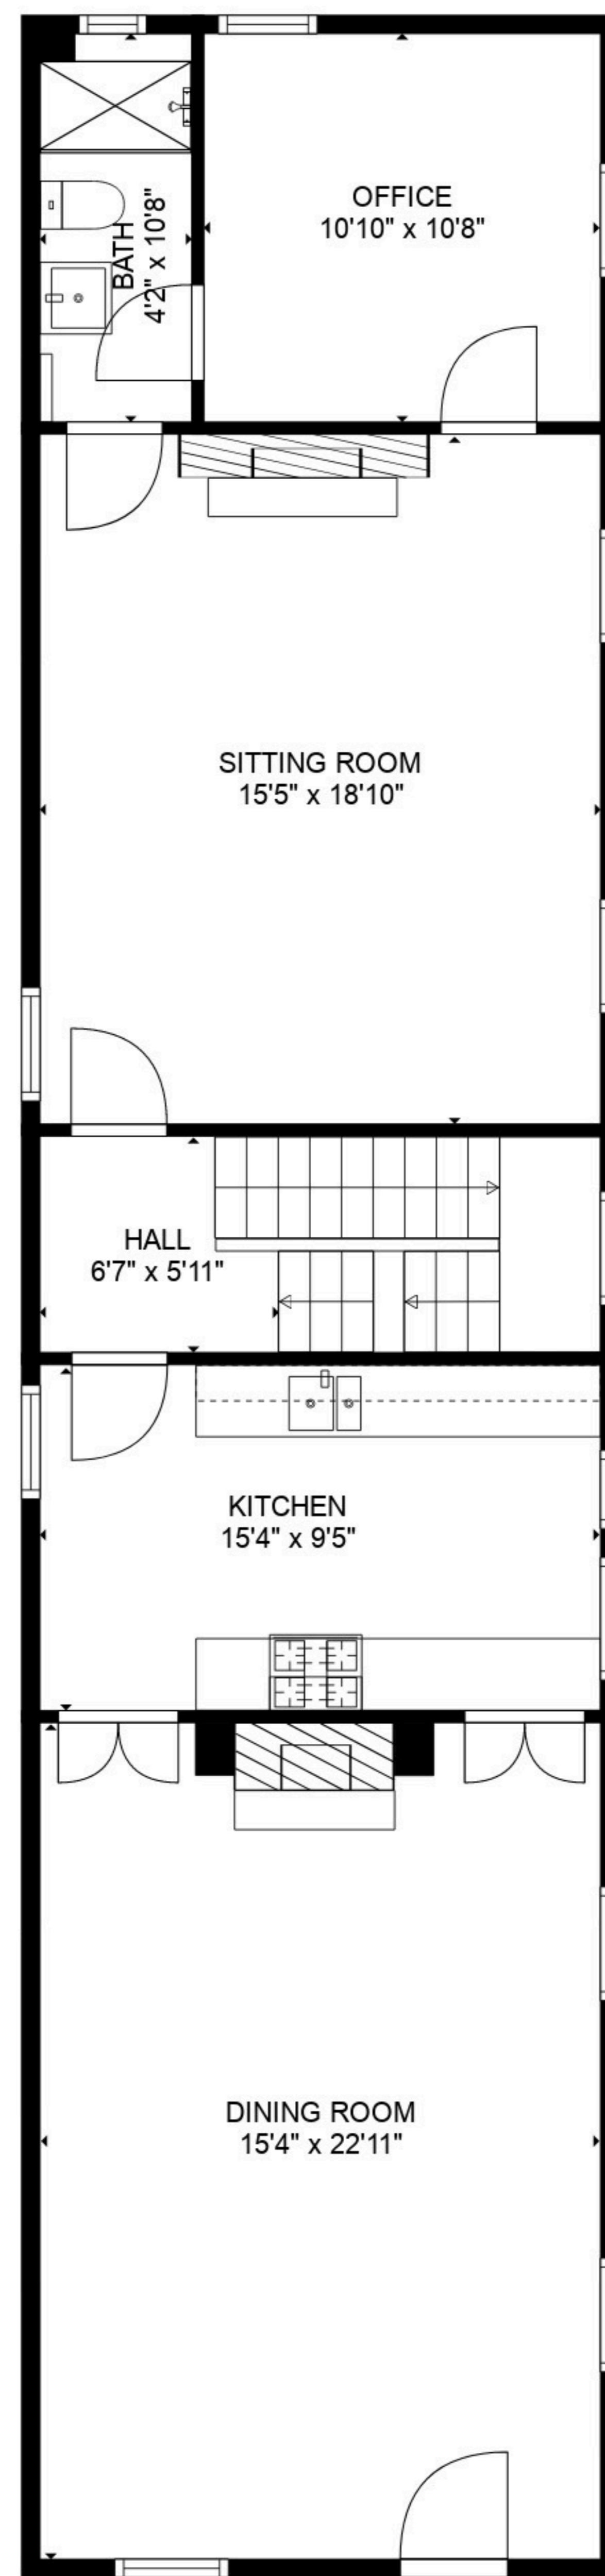 OFFICE
10'10" x 10'8"
BATH
4'2" x 10'8"
SITTING ROOM
15'5" x 18'10"
HALL
6'7" x 5'11"
KITCHEN
15'4" x 9'5"
DINING ROOM
15'4" x 22'11"